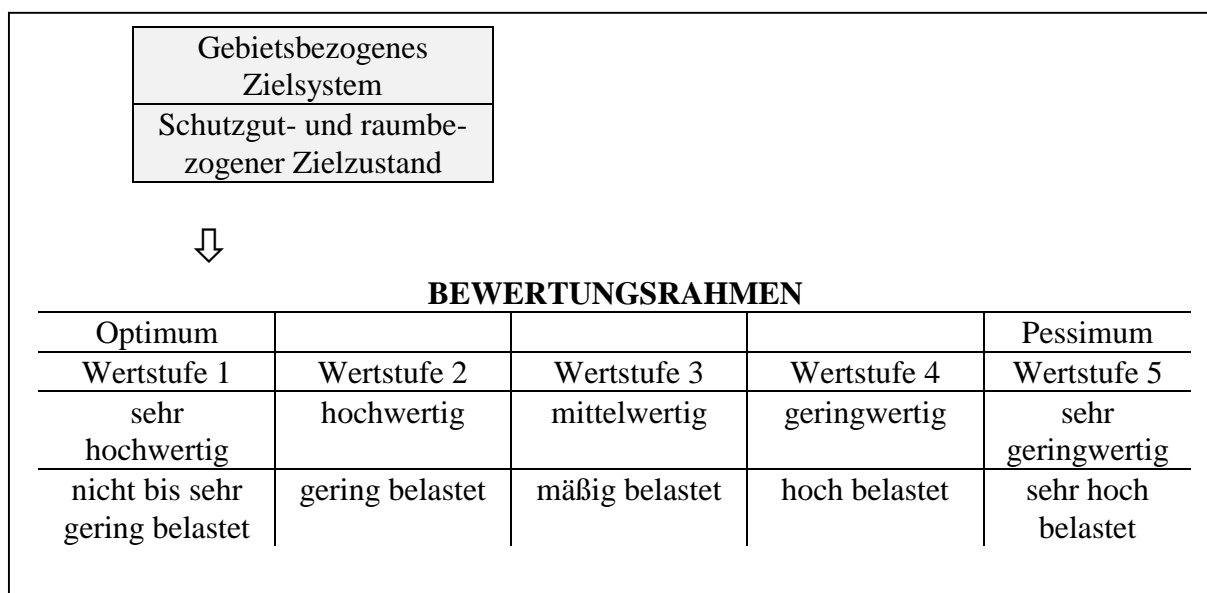 Gebietsbezogenes
Zielsystem
Schutzgut- und raumbe-
zogener Zielzustand
⇩
BEWERTUNGSRAHMEN
Optimum Pessimum
Wertstufe 1 Wertstufe 2 Wertstufe 3 Wertstufe 4 Wertstufe 5
sehr hochwertig mittelwertig geringwertig sehr
hochwertig geringwertig
nicht bis sehr gering belastet mäßig belastet hoch belastet sehr hoch
gering belastet belastet